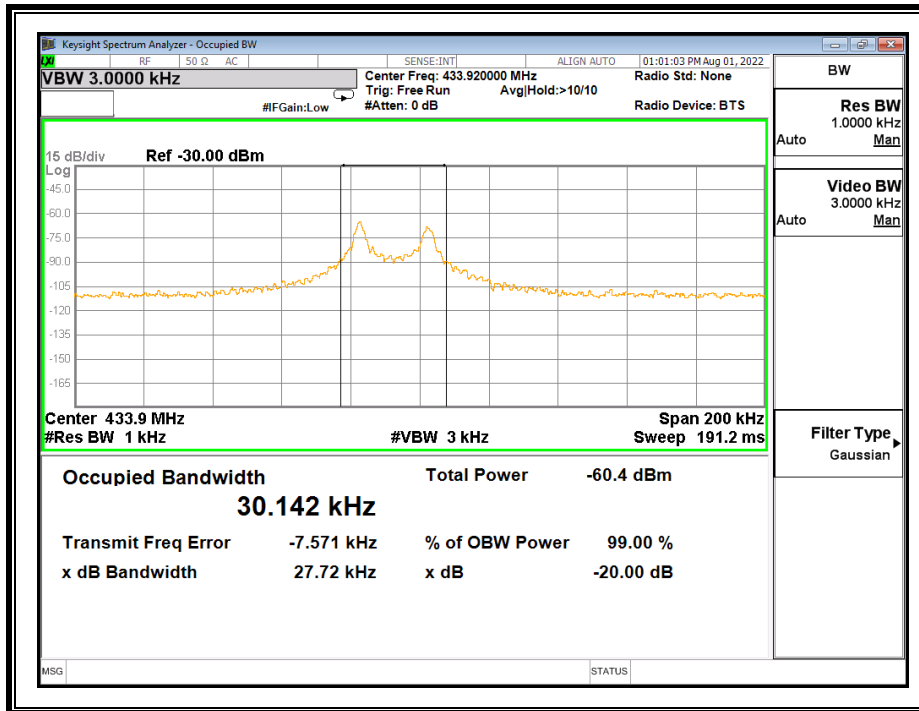 Keysight Spectrum Analyzer - Occupied BW
LXI RF 50 Ω AC SENSE:INT ALIGN AUTO 01:01:03 PM Aug 01, 2022
VBW 3.0000 kHz
Center Freq: 433.920000 MHz Radio Std: None
Trig: Free Run Avg|Hold:>10/10
#IFGain:Low #Atten: 0 dB Radio Device: BTS
15 dB/div Ref -30.00 dBm
Log
-45.0
-60.0
-75.0
-90.0
-105
-120
-135
-150
-165
Center 433.9 MHz Span 200 kHz
#Res BW 1 kHz #VBW 3 kHz Sweep 191.2 ms
Occupied Bandwidth Total Power -60.4 dBm
30.142 kHz
Transmit Freq Error -7.571 kHz % of OBW Power 99.00 %
x dB Bandwidth 27.72 kHz x dB -20.00 dB
MSG STATUS
BW
Res BW
1.0000 kHz
Auto Man
Video BW
3.0000 kHz
Auto Man
Filter Type
Gaussian